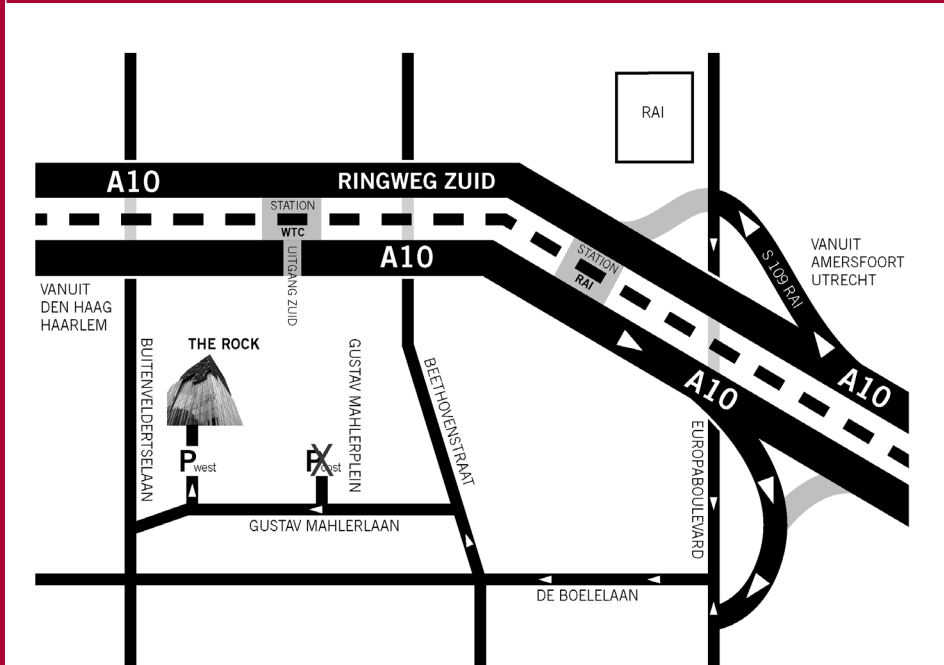 RAI
A10
RINGWEG ZUID
STATION
WTC
UITGANG ZUID
A10
STATION
RAI
S 109 RAI
VANUIT
AMERSFOORT
UTRECHT
VANUIT
DEN HAAG
HAARLEM
THE ROCK
BUITENVELDERTSELAAN
GUSTAV MAHLERPLEIN
BEETHOVENSTRAAT
A10
A10
EUROPABOULEVARD
P west
P oost
GUSTAV MAHLERLAAN
DE BOELELAAN